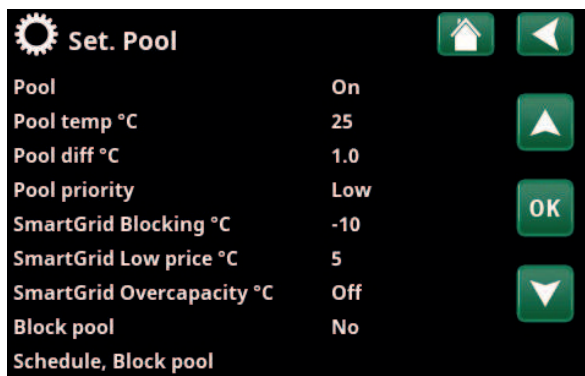 Set. Pool
Pool On
Pool temp °C 25
Pool diff °C 1.0
Pool priority Low
SmartGrid Blocking °C -10
OK
SmartGrid Low price °C 5
SmartGrid Overcapacity °C Off
Block pool No
Schedule, Block pool